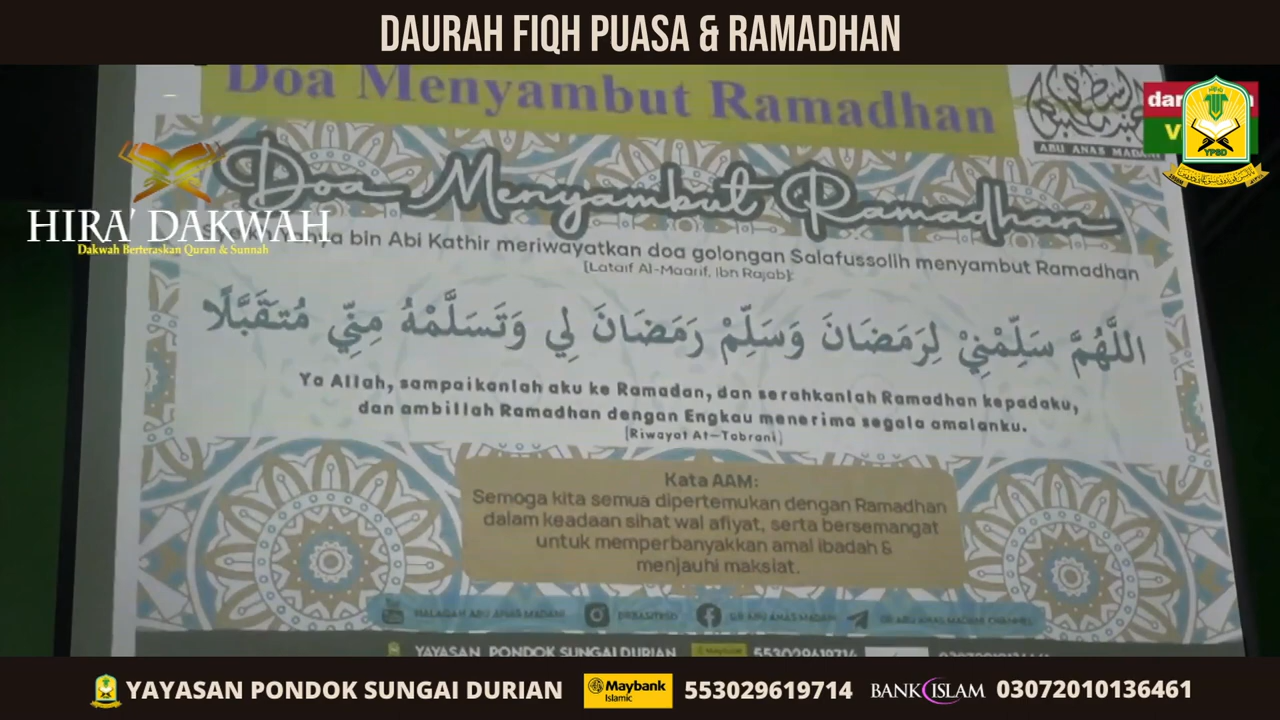 DAURAH FIQH PUASA & RAMADHAN
Doa Menyambut Ramadhan
ABU ANAS MADANI
YPSD
HIRA' DAKWAH
Dakwah Berteraskan Quran & Sunnah
Doa Menyambut Ramadhan
bin Abi Kathir meriwayatkan doa golongan Salafussolih menyambut Ramadhan
(Lataif Al-Maarif, Ibn Rajab):
اللَّهُمَّ سَلِّمْنِيْ لِرَمَضَانَ وَسَلِّمْ رَمَضَانَ لِي وَتَسَلَّمْهُ مِنِّي مُتَقَبَّلًا
Ya Allah, sampaikanlah aku ke Ramadan, dan serahkanlah Ramadhan kepadaku,
dan ambillah Ramadhan dengan Engkau menerima segala amalanku.
(Riwayat At-Tabrani)
Kata AAM:
Semoga kita semua dipertemukan dengan Ramadhan
dalam keadaan sihat wal afiyat, serta bersemangat
untuk memperbanyakkan amal ibadah &
menjauhi maksiat.
YAYASAN PONDOK SUNGAI DURIAN 553029619714
YAYASAN PONDOK SUNGAI DURIAN Maybank Islamic 553029619714 BANK ISLAM 03072010136461